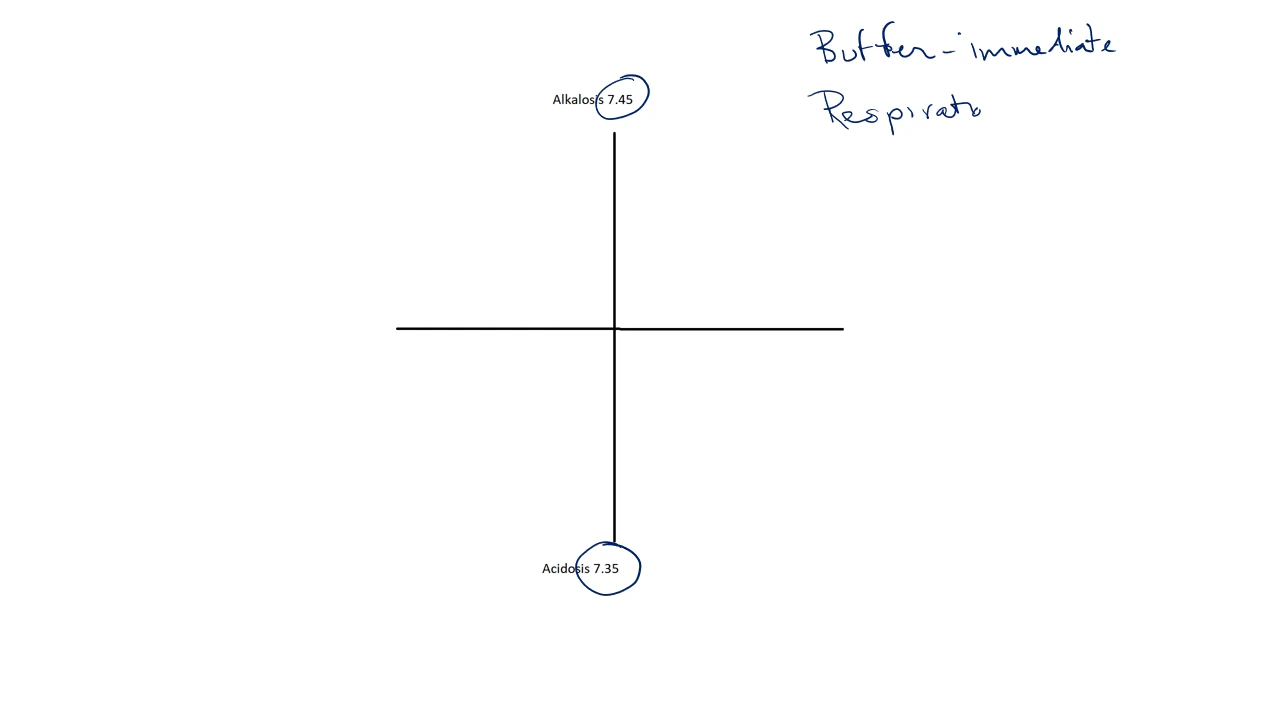 Buffer - immediate
Alkalosis 7.45
Respirato
Acidosis 7.35